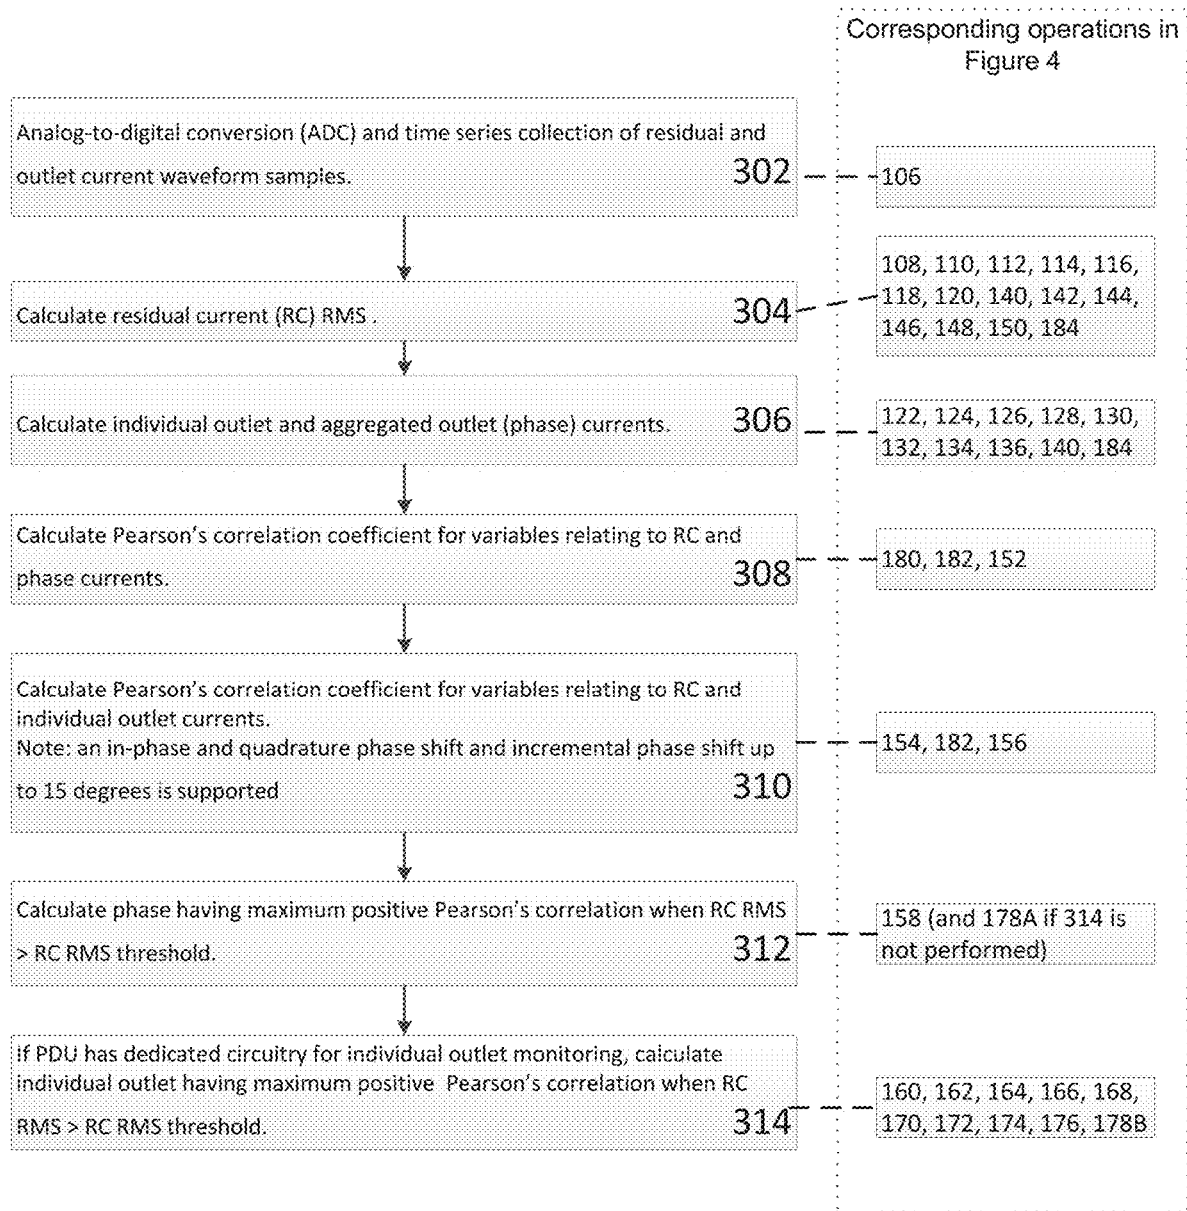 Corresponding operations in
Figure 4
Analog-to-digital conversion (ADC) and time series collection of residual and
outlet current waveform samples.
302
106
Calculate residual current (RC) RMS .
304
108, 110, 112, 114, 116,
118, 120, 140, 142, 144,
146, 148, 150, 184
Calculate individual outlet and aggregated outlet (phase) currents.
306
122, 124, 126, 128, 130,
132, 134, 136, 140, 184
Calculate Pearson's correlation coefficient for variables relating to RC and
phase currents.
308
180, 182, 152
Calculate Pearson's correlation coefficient for variables relating to RC and
individual outlet currents.
Note: an in-phase and quadrature phase shift and incremental phase shift up
to 15 degrees is supported
310
154, 182, 156
Calculate phase having maximum positive Pearson's correlation when RC RMS
> RC RMS threshold.
312
158 (and 178A if 314 is
not performed)
If PDU has dedicated circuitry for individual outlet monitoring, calculate
individual outlet having maximum positive Pearson's correlation when RC
RMS > RC RMS threshold.
314
160, 162, 164, 166, 168,
170, 172, 174, 176, 178B